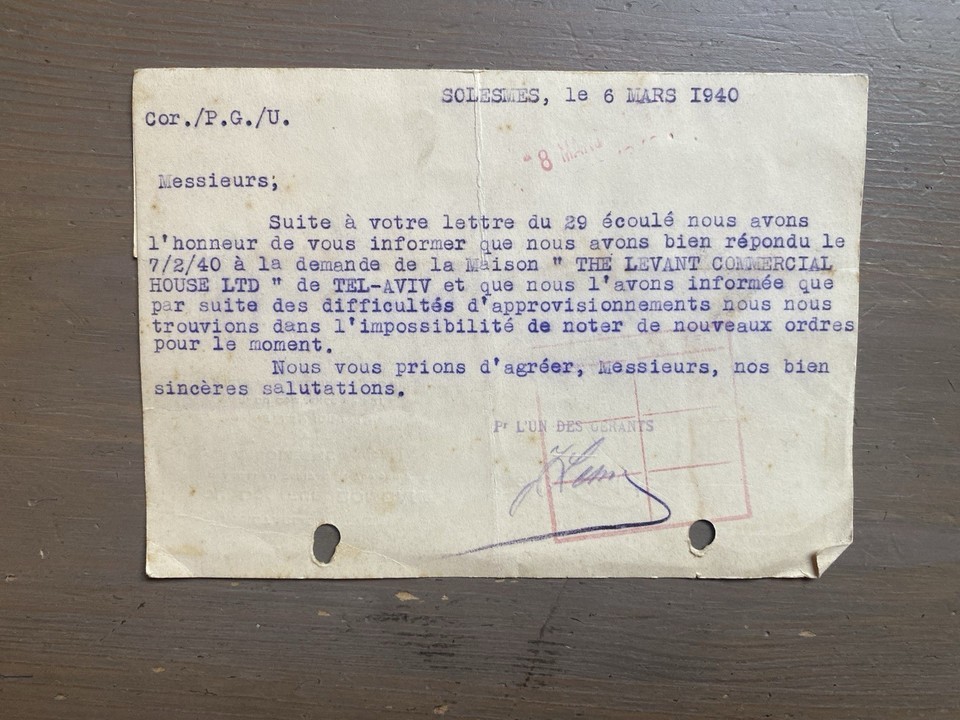 SOLESMES, le 6 MARS I940
Cor./P.G./U.
-8 MARS
Messieurs;
Suite à votre lettre du 29 écoulé nous avons
l'honneur de vous informer que nous avons bien répondu le
7/2/40 à la demande de la Maison " THE LEVANT COMMERCIAL
HOUSE LTD " de TEL-AVIV et que nous l'avons informée que
par suite des difficultés d'approvisionnements nous nous
trouvions dans l'impossibilité de noter de nouveaux ordres
pour le moment.
Nous vous prions d'agréer, Messieurs, nos bien
sincères salutations.
Pr L'UN DES GÉRANTS